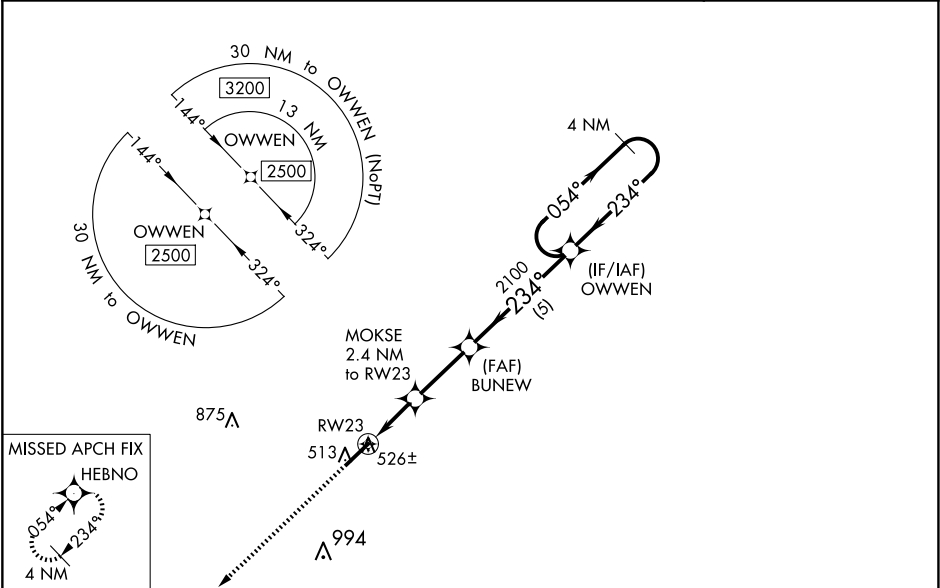 30 NM to OWWEN (NoPT)
3200
13 NM
144°
OWWEN
2500
324°
144°
OWWEN
2500
324°
30 NM to OWWEN
4 NM
054°
234°
(IF/IAF)
OWWEN
2100
234°
(5)
MOKSE
2.4 NM
to RW23
(FAF)
BUNEW
875
RW23
513
526±
994
MISSED APCH FIX
HEBNO
054°
234°
4 NM